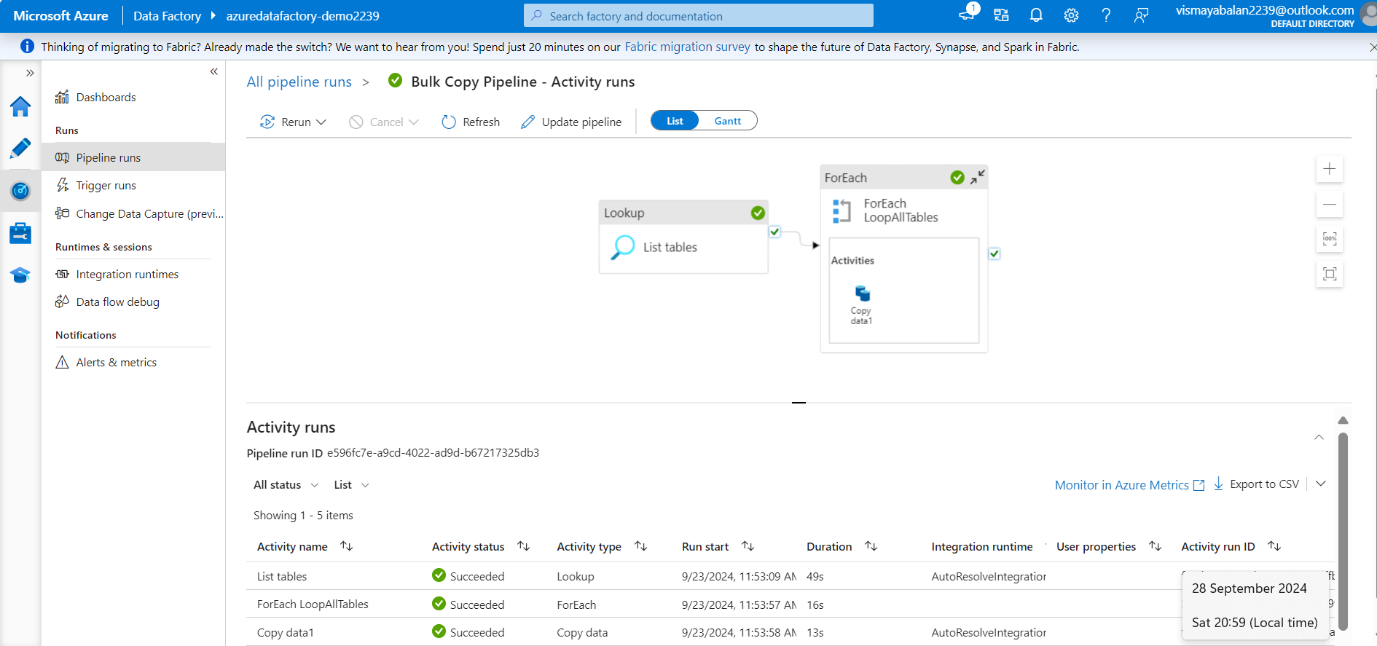 Microsoft Azure
Data Factory
azuredatafactory-demo2239
Search factory and documentation
1
vismayabalan2239@outlook.com
DEFAULT DIRECTORY
Thinking of migrating to Fabric? Already made the switch? We want to hear from you! Spend just 20 minutes on our Fabric migration survey to shape the future of Data Factory, Synapse, and Spark in Fabric.
Dashboards
Runs
Pipeline runs
Trigger runs
Change Data Capture (previ...
Runtimes & sessions
Integration runtimes
Data flow debug
Notifications
Alerts & metrics
All pipeline runs > Bulk Copy Pipeline - Activity runs
Rerun
Cancel
Refresh
Update pipeline
List
Gantt
Lookup
List tables
ForEach
ForEach
LoopAllTables
Activities
Copy
data1
100%
Activity runs
Pipeline run ID e596fc7e-a9cd-4022-ad9d-b67217325db3
All status
List
Monitor in Azure Metrics
Export to CSV
Showing 1 - 5 items
Activity name Activity status Activity type Run start Duration Integration runtime User properties Activity run ID
List tables Succeeded Lookup 9/23/2024, 11:53:09 AM 49s AutoResolveIntegration
ForEach LoopAllTables Succeeded ForEach 9/23/2024, 11:53:57 AM 16s
Copy data1 Succeeded Copy data 9/23/2024, 11:53:58 AM 13s AutoResolveIntegration
28 September 2024
Sat 20:59 (Local time)